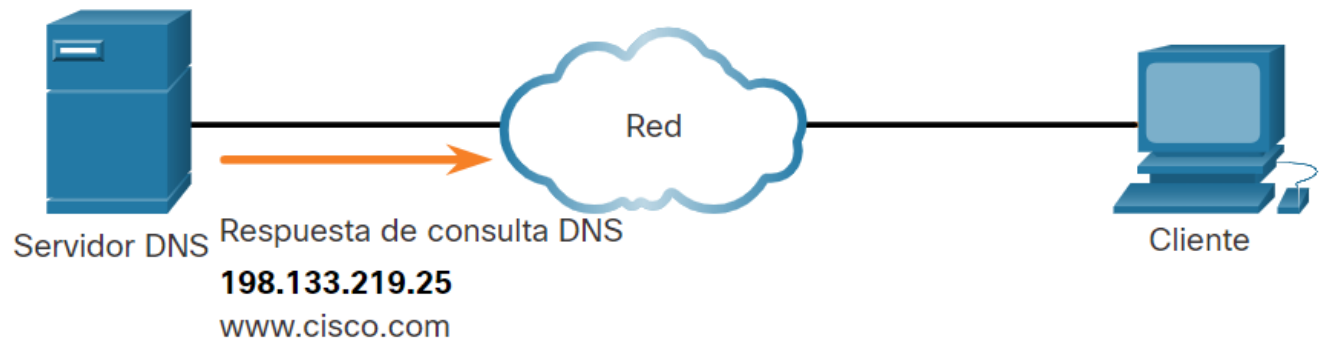 Red
Servidor DNS
Respuesta de consulta DNS
198.133.219.25
www.cisco.com
Cliente